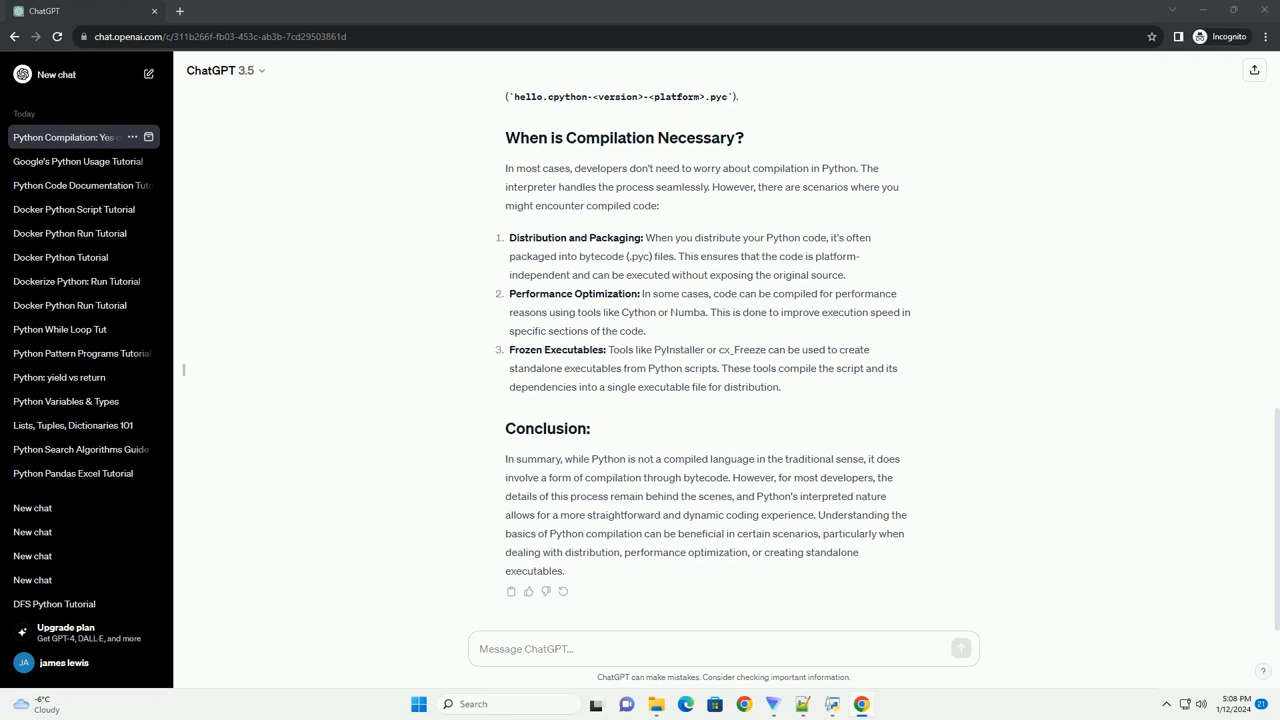 ChatGPT
chat.openai.com/c/311b266f-fb03-453c-ab3b-7cd29503861d
Incognito
New chat
Today
Python Compilation: Yes o
Google's Python Usage Tutorial
Python Code Documentation Tuto
Docker Python Script Tutorial
Docker Python Run Tutorial
Docker Python Tutorial
Dockerize Python: Run Tutorial
Docker Python Run Tutorial
Python While Loop Tut
Python Pattern Programs Tutorial
Python: yield vs return
Python Variables & Types
Lists, Tuples, Dictionaries 101
Python Search Algorithms Guide
Python Pandas Excel Tutorial
New chat
New chat
New chat
New chat
DFS Python Tutorial
Upgrade plan
Get GPT-4, DALL·E, and more
JA james lewis
ChatGPT 3.5
(`hello.cpython-<version>-<platform>.pyc`).
When is Compilation Necessary?
In most cases, developers don't need to worry about compilation in Python. The
interpreter handles the process seamlessly. However, there are scenarios where you
might encounter compiled code:
1. Distribution and Packaging: When you distribute your Python code, it's often
packaged into bytecode (.pyc) files. This ensures that the code is platform-
independent and can be executed without exposing the original source.
2. Performance Optimization: In some cases, code can be compiled for performance
reasons using tools like Cython or Numba. This is done to improve execution speed in
specific sections of the code.
3. Frozen Executables: Tools like PyInstaller or cx_Freeze can be used to create
standalone executables from Python scripts. These tools compile the script and its
dependencies into a single executable file for distribution.
Conclusion:
In summary, while Python is not a compiled language in the traditional sense, it does
involve a form of compilation through bytecode. However, for most developers, the
details of this process remain behind the scenes, and Python's interpreted nature
allows for a more straightforward and dynamic coding experience. Understanding the
basics of Python compilation can be beneficial in certain scenarios, particularly when
dealing with distribution, performance optimization, or creating standalone
executables.
Message ChatGPT...
ChatGPT can make mistakes. Consider checking important information.
?
-6°C
Cloudy
Search
5:08 PM
1/12/2024
21